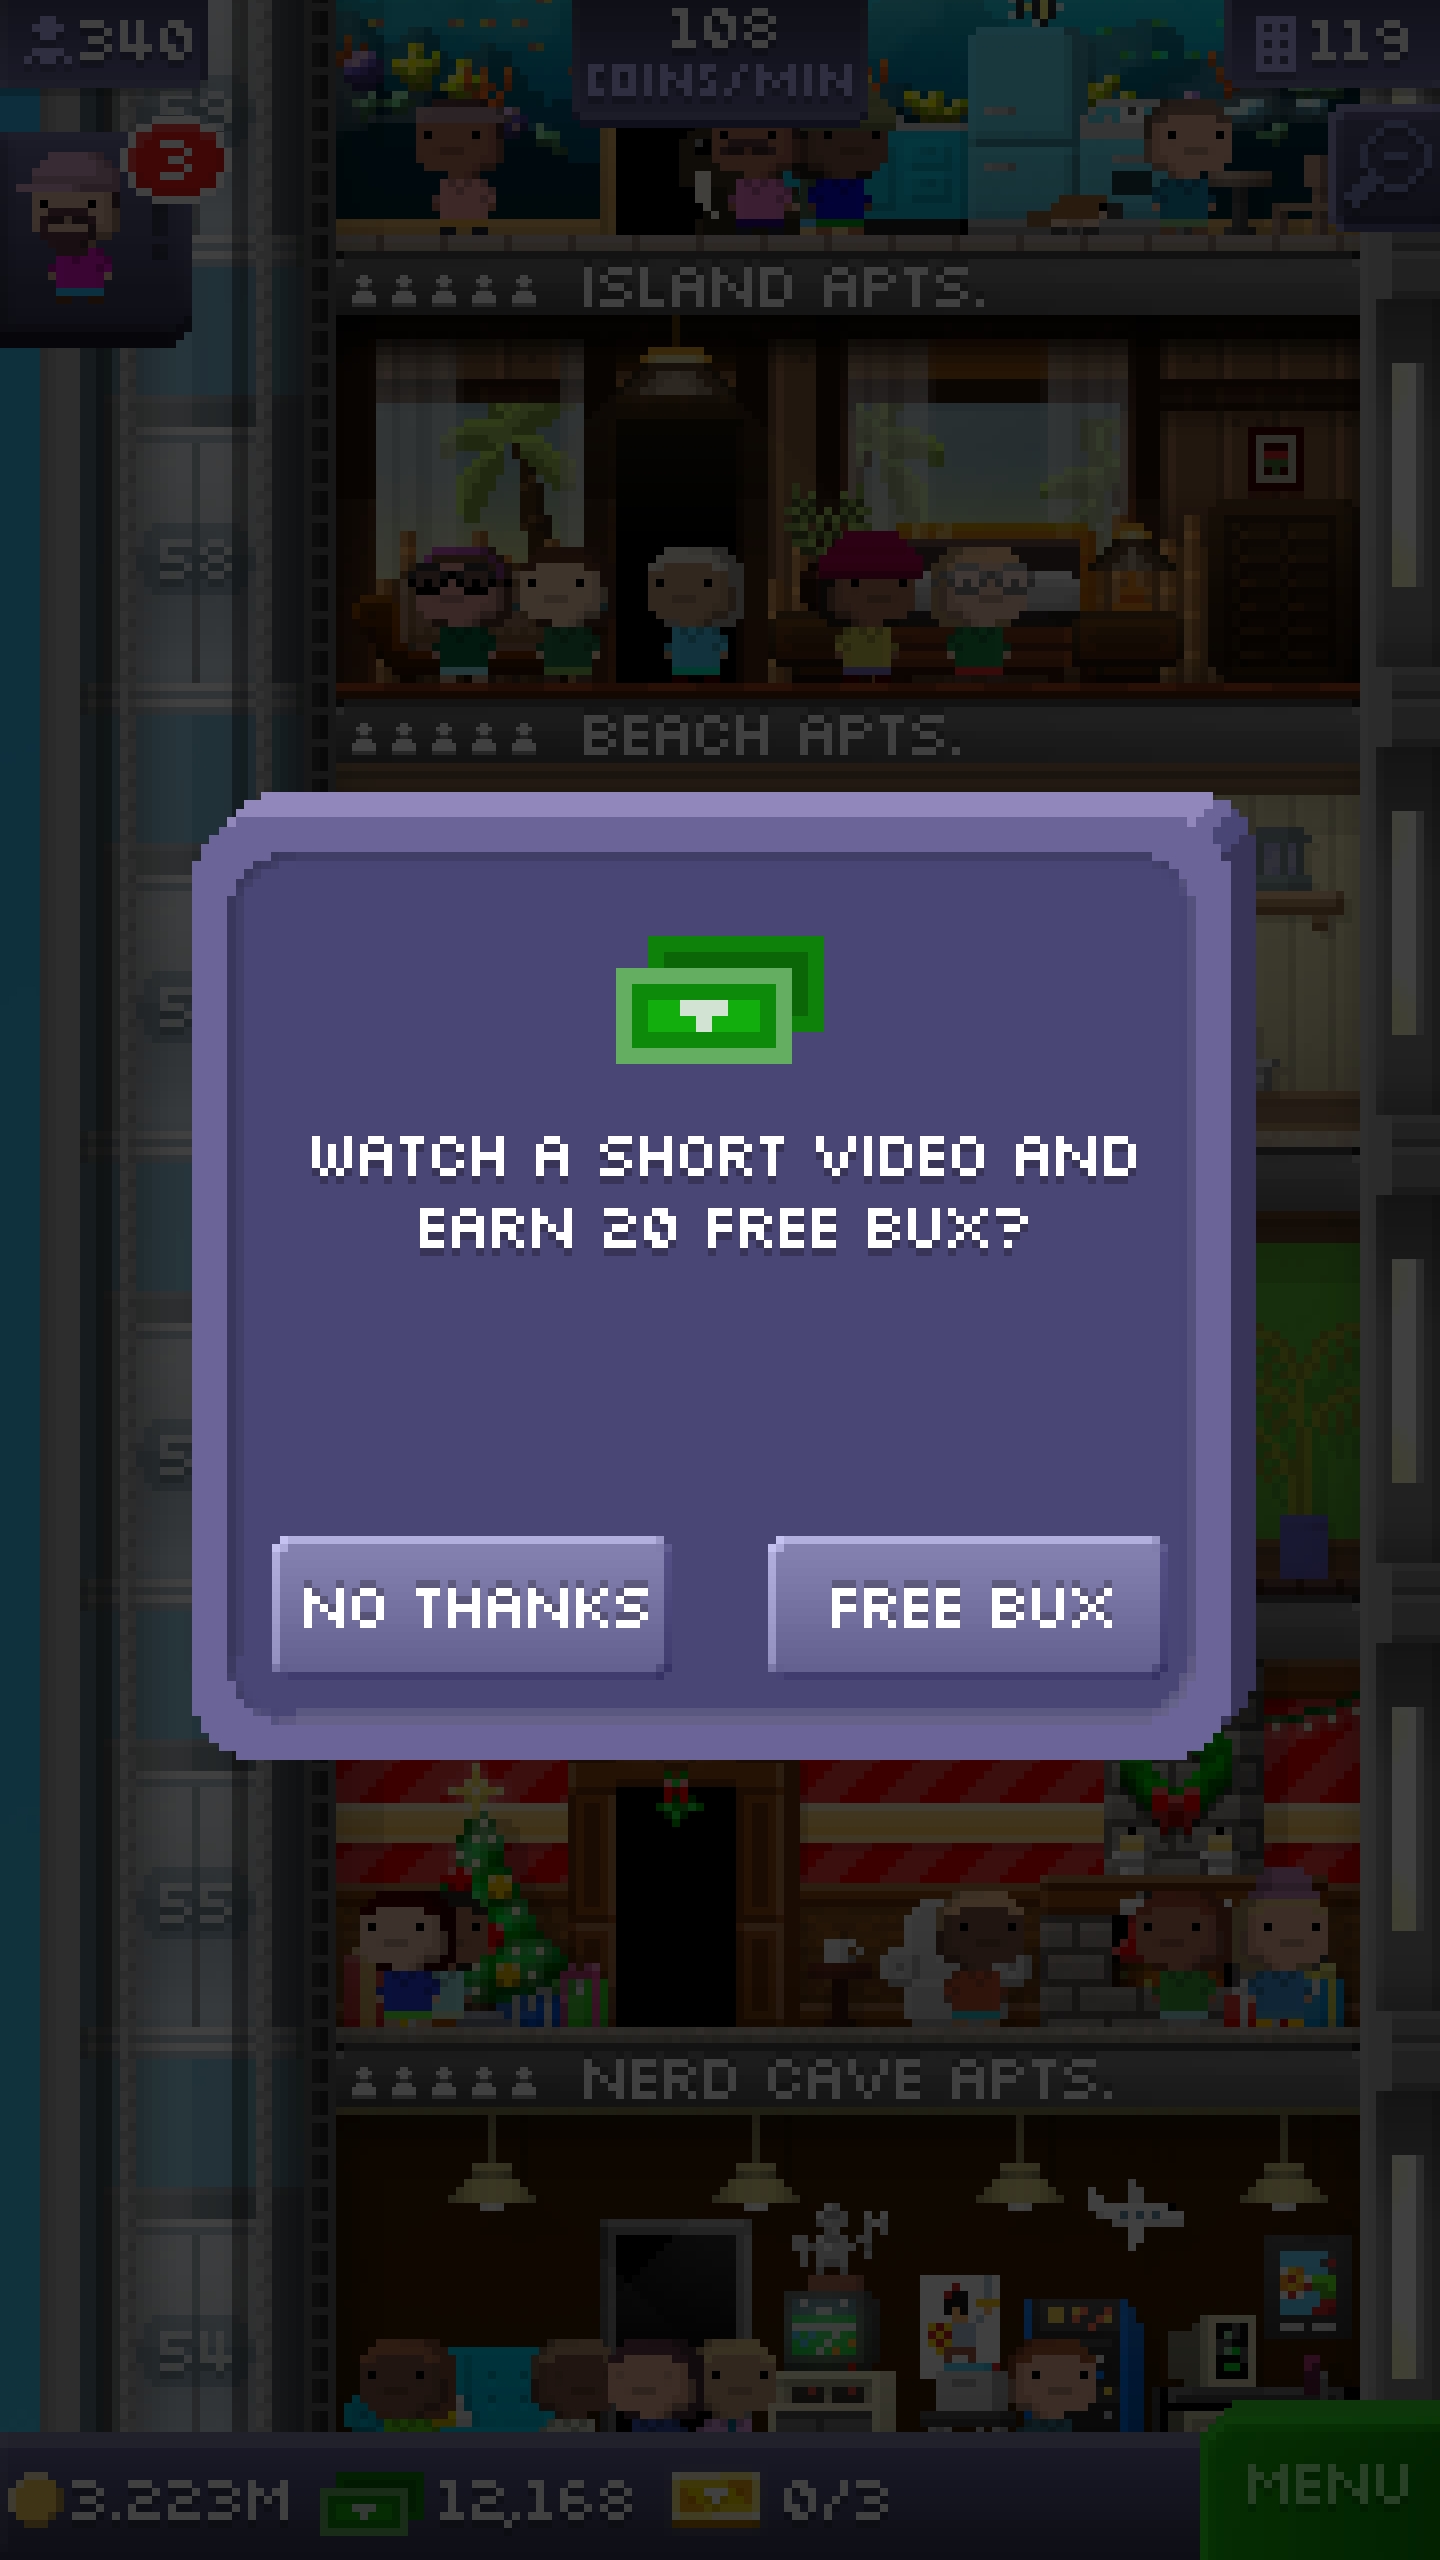 340
108
COINS/MIN
119
3
ISLAND APTS.
58
BEACH APTS.
WATCH A SHORT VIDEO AND
EARN 20 FREE BUX?
NO THANKS
FREE BUX
55
NERD CAVE APTS.
54
3.223M
12,168
0/3
MENU